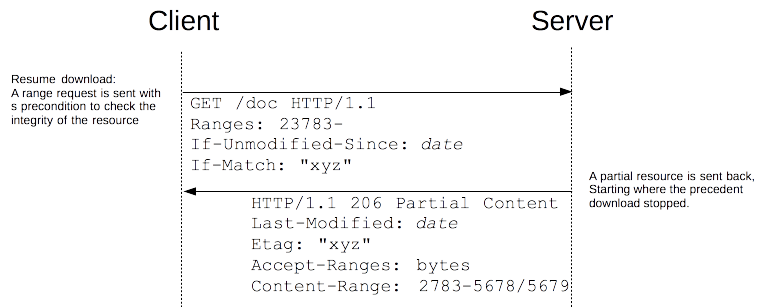 Client
Server
Resume download:
A range request is sent with
s precondition to check the
integrity of the resource
GET /doc HTTP/1.1
Ranges: 23783-
If-Unmodified-Since: date
If-Match: "xyz"
A partial resource is sent back,
Starting where the precedent
download stopped.
HTTP/1.1 206 Partial Content
Last-Modified: date
Etag: "xyz"
Accept-Ranges: bytes
Content-Range: 2783-5678/5679